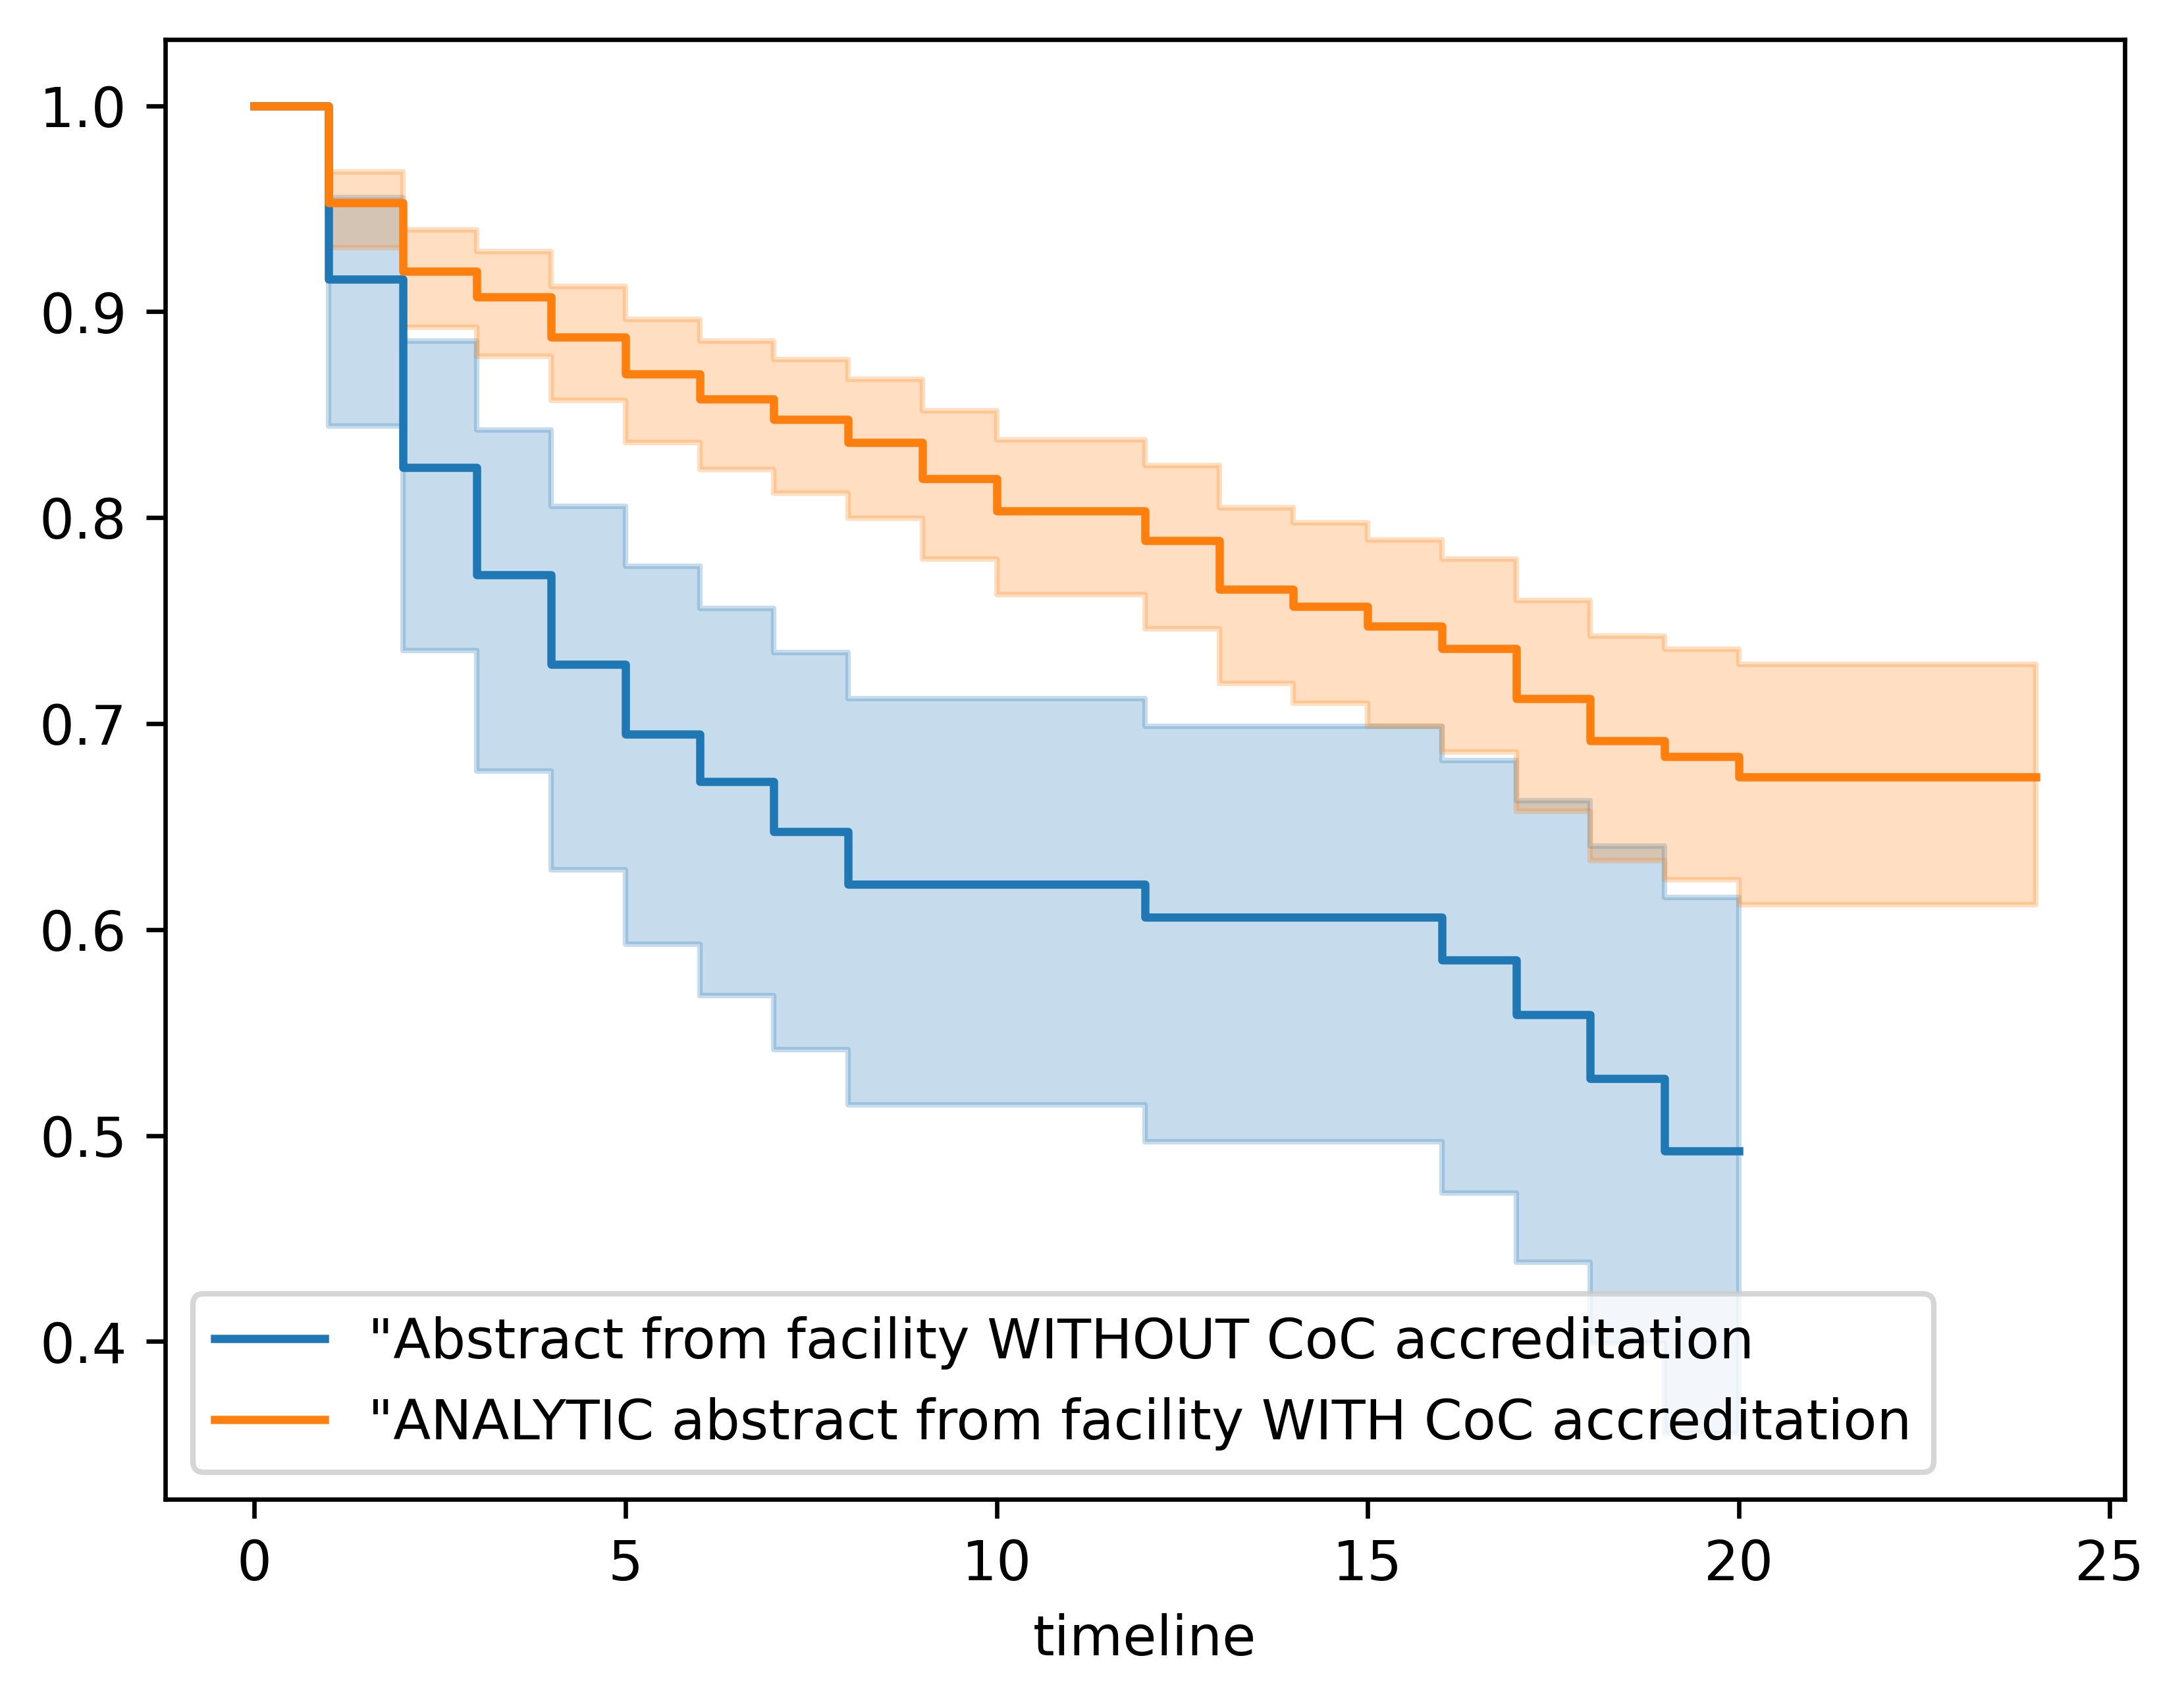 1.0
0.9
0.8
0.7
0.6
0.5
0.4
"Abstract from facility WITHOUT CoC accreditation
"ANALYTIC abstract from facility WITH CoC accreditation
0 5 10 15 20 25
timeline